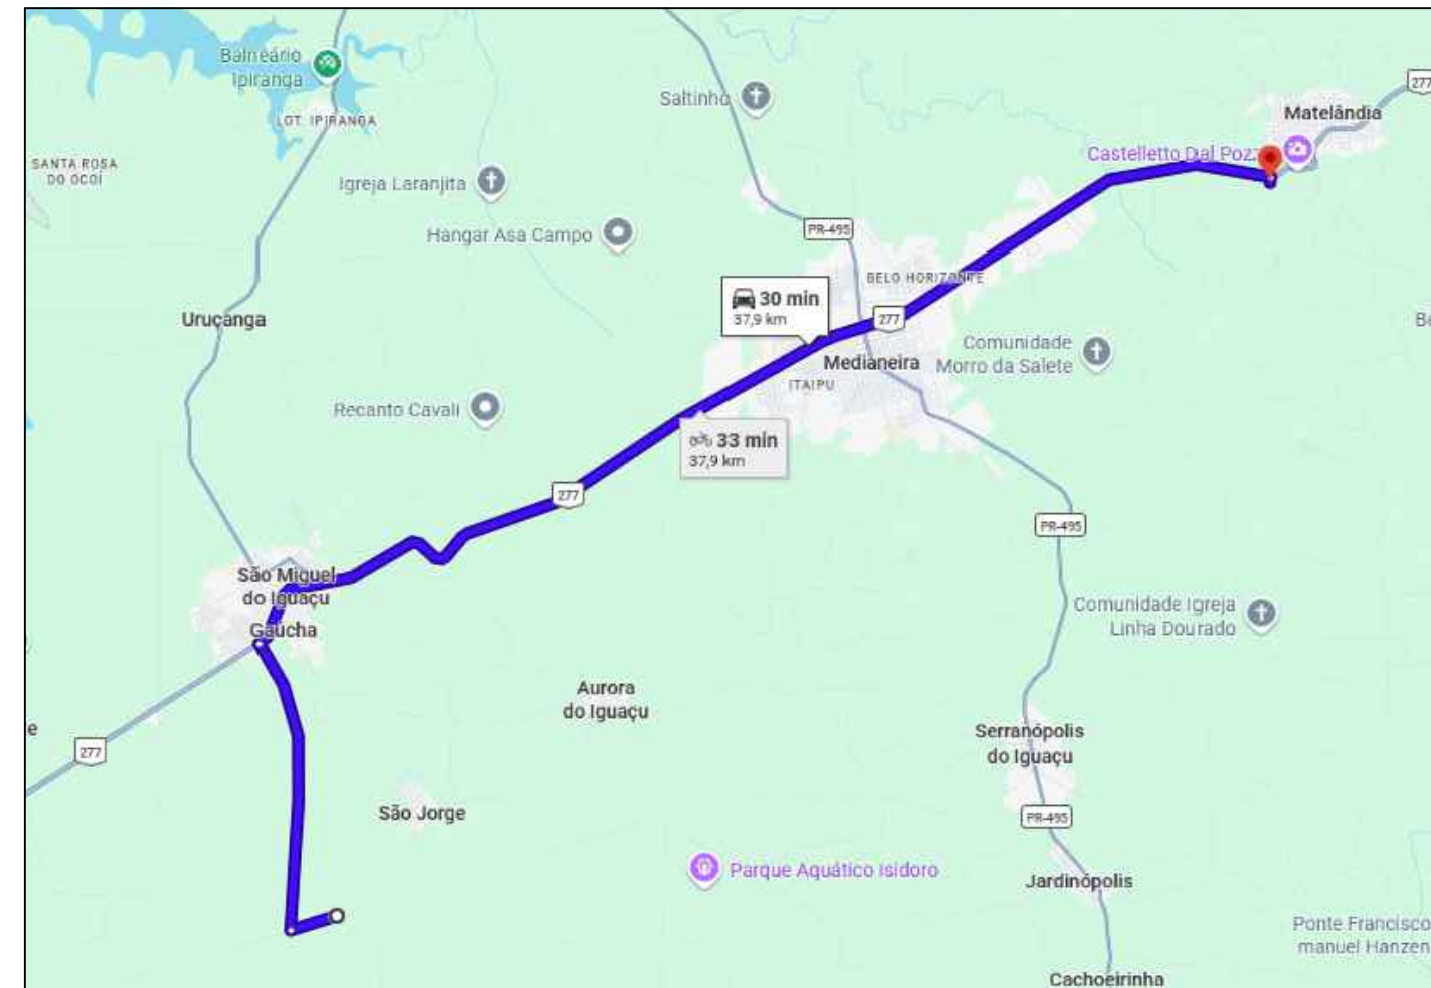 Balneário
Ipiranga
LOT. IPIRANGA
SANTA ROSA
DO OCOÍ
Igreja Laranjita
Hangar Asa Campo
Saltinho
277
Matelândia
Castelletto Dal Poz
PR-495
BELO HORIZONTE
30 min
37,9 km
277
Uruçanga
Medianeira
ITAIPU
Comunidade
Morro da Salete
Be
Recanto Cavali
33 min
37,9 km
277
PR-495
São Miguel
do Iguaçu
Gaúcha
Comunidade Igreja
Linha Dourado
Aurora
do Iguaçu
e
277
Serranópolis
do Iguaçu
São Jorge
PR-495
Parque Aquático Isidoro
Jardinópolis
Ponte Francisco
manuel Hanzen
Cachoeirinha